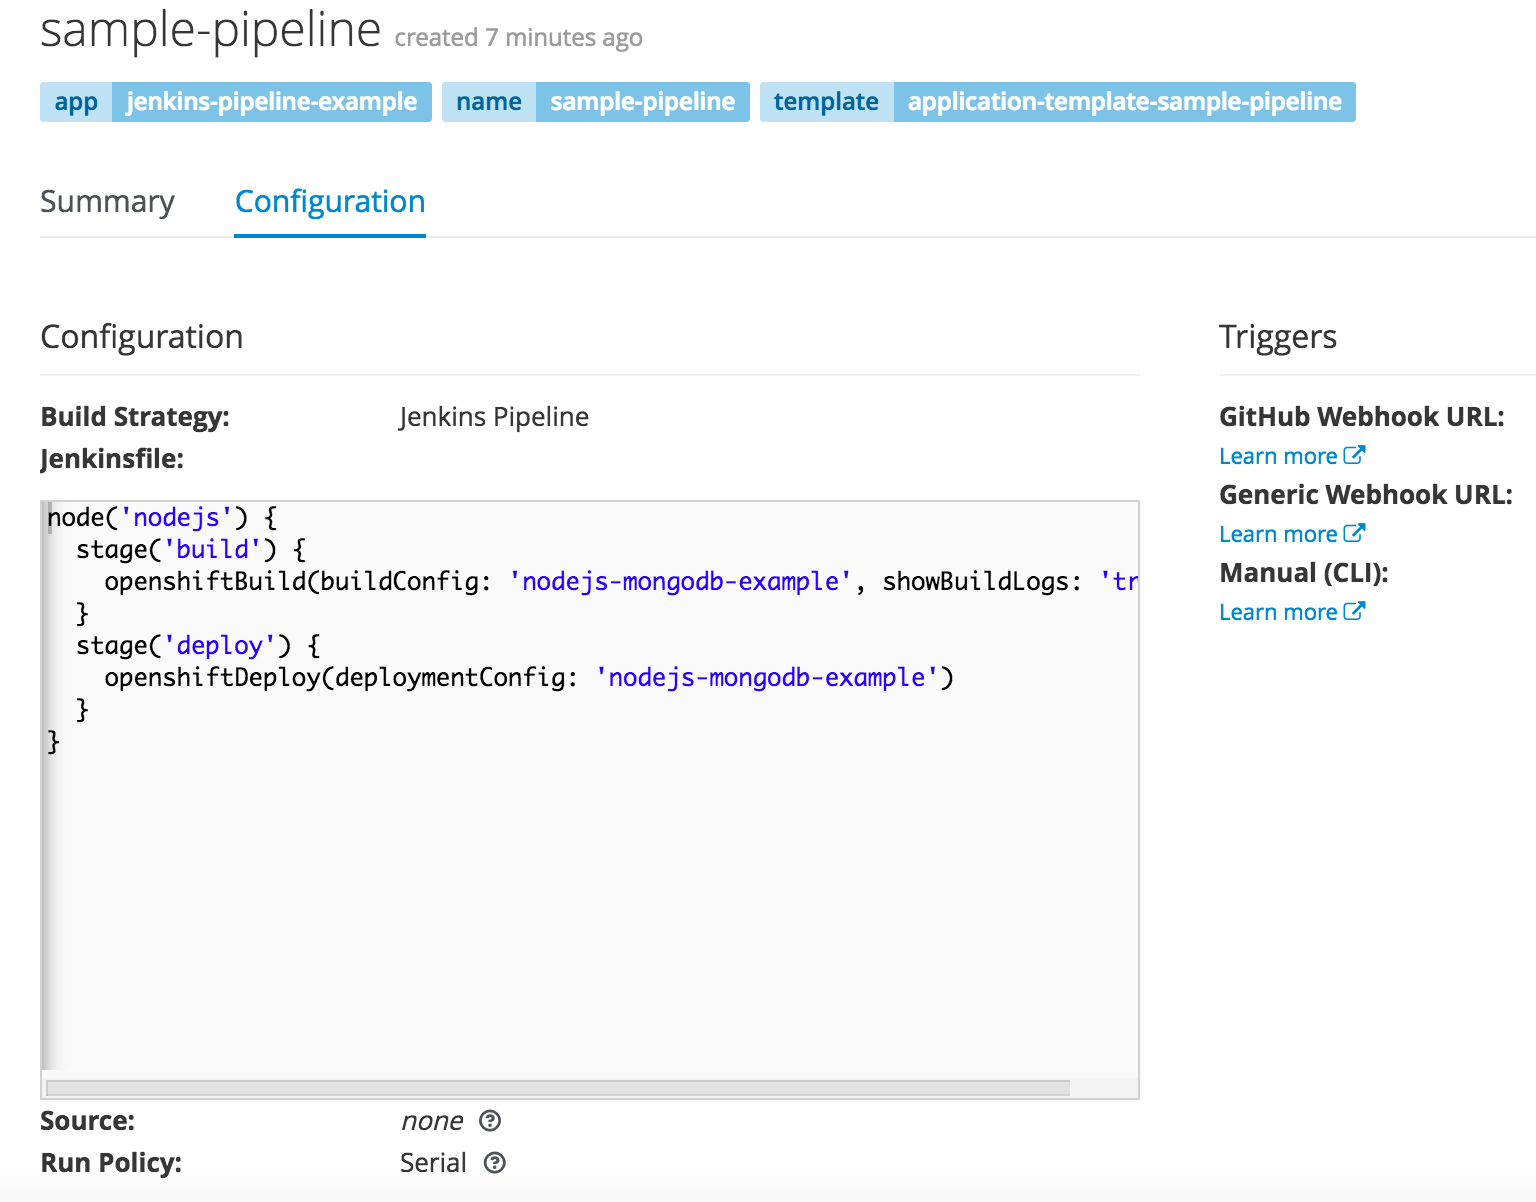 sample-pipeline created 7 minutes ago
app jenkins-pipeline-example name sample-pipeline template application-template-sample-pipeline
Summary Configuration
Configuration
Build Strategy: Jenkins Pipeline
Jenkinsfile:
node('nodejs') {
  stage('build') {
    openshiftBuild(buildConfig: 'nodejs-mongodb-example', showBuildLogs: 'tr
  }
  stage('deploy') {
    openshiftDeploy(deploymentConfig: 'nodejs-mongodb-example')
  }
}
Source: none
Run Policy: Serial
Triggers
GitHub Webhook URL:
Learn more
Generic Webhook URL:
Learn more
Manual (CLI):
Learn more